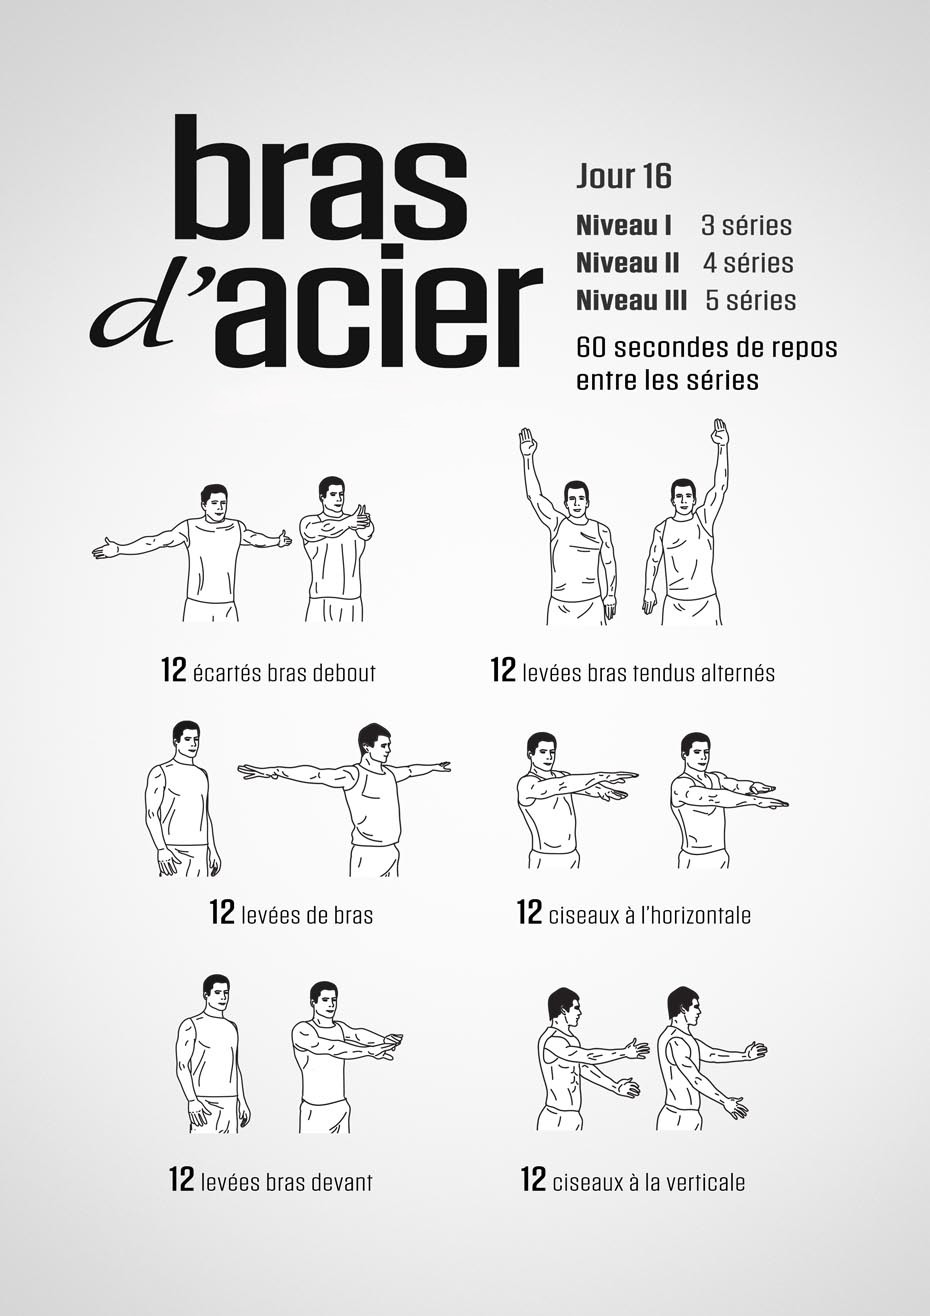 bras
d'acier
Jour 16
Niveau I 3 séries
Niveau II 4 séries
Niveau III 5 séries
60 secondes de repos
entre les séries
12 écartés bras debout
12 levées bras tendus alternés
12 levées de bras
12 ciseaux à l'horizontale
12 levées bras devant
12 ciseaux à la verticale